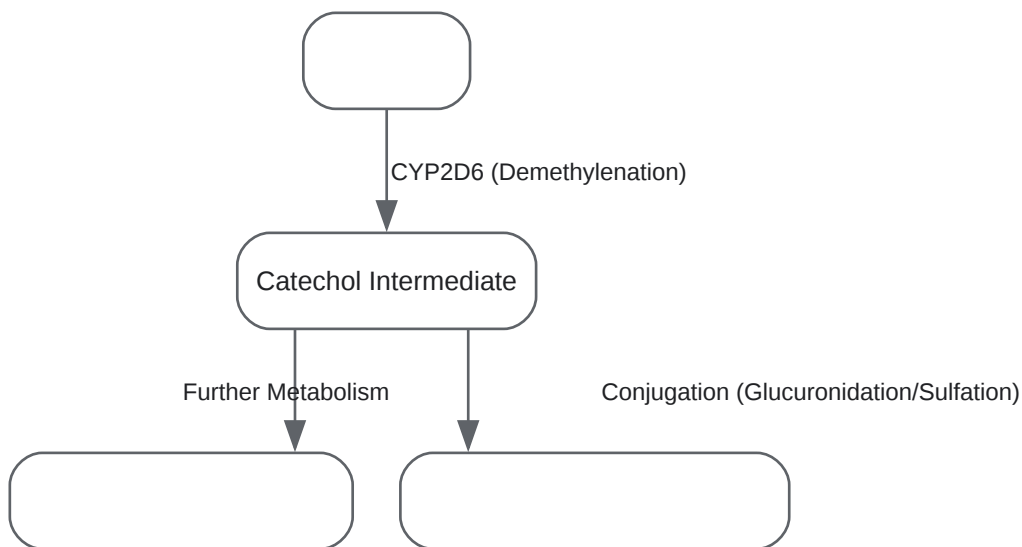 CYP2D6 (Demethylenation)
Catechol Intermediate
Further Metabolism
Conjugation (Glucuronidation/Sulfation)